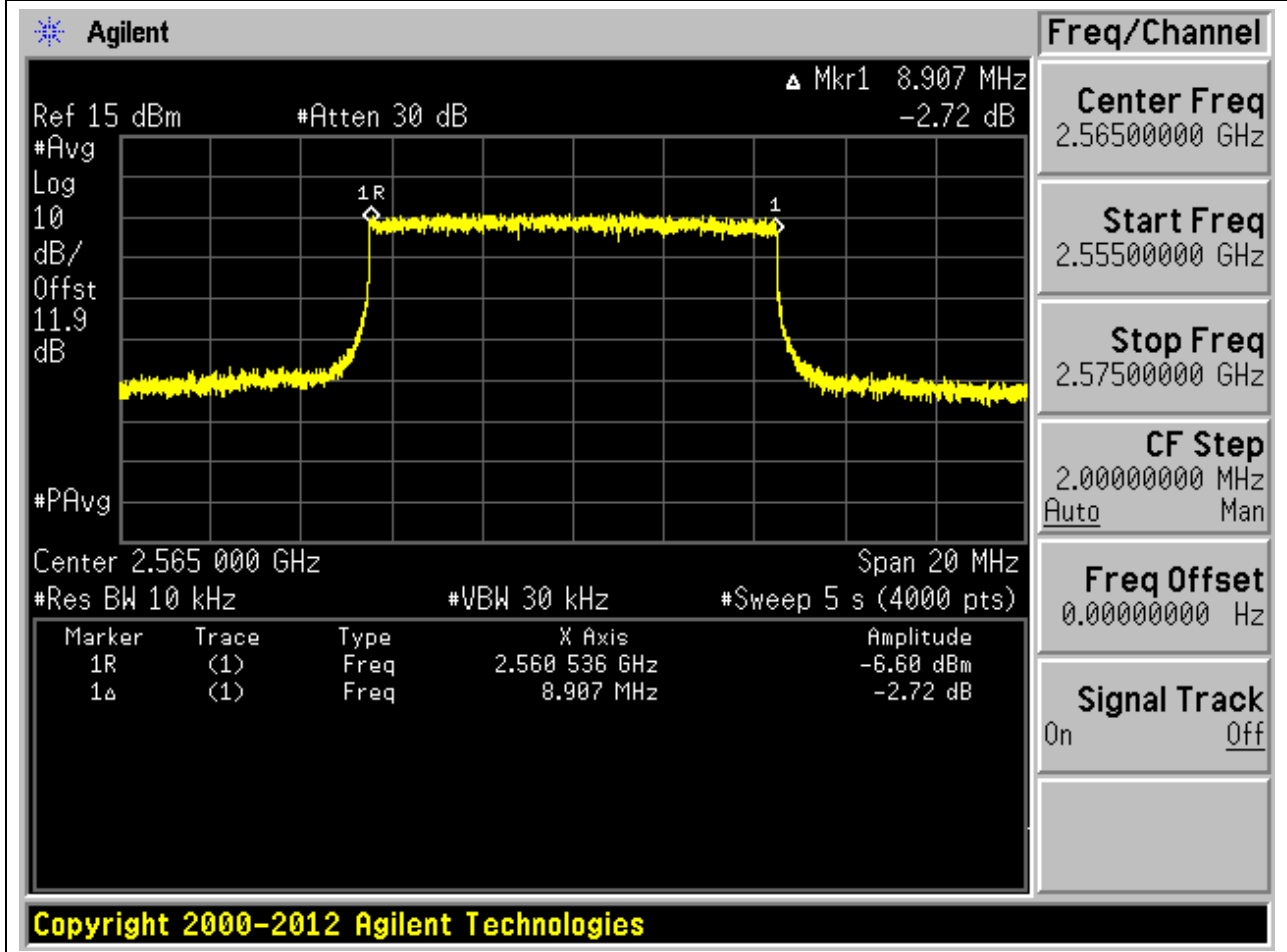 Agilent
Freq/Channel
Δ Mkr1 8.907 MHz
Ref 15 dBm #Atten 30 dB -2.72 dB
#Avg
Log
10
dB/
Offst
11.9
dB
1R
1
#PAvg
Center 2.565 000 GHz Span 20 MHz
#Res BW 10 kHz #VBW 30 kHz #Sweep 5 s (4000 pts)
Marker Trace Type X Axis Amplitude
1R (1) Freq 2.560 536 GHz -6.60 dBm
1Δ (1) Freq 8.907 MHz -2.72 dB
Center Freq
2.56500000 GHz
Start Freq
2.55500000 GHz
Stop Freq
2.57500000 GHz
CF Step
2.00000000 MHz
Auto Man
Freq Offset
0.00000000 Hz
Signal Track
On Off
Copyright 2000-2012 Agilent Technologies